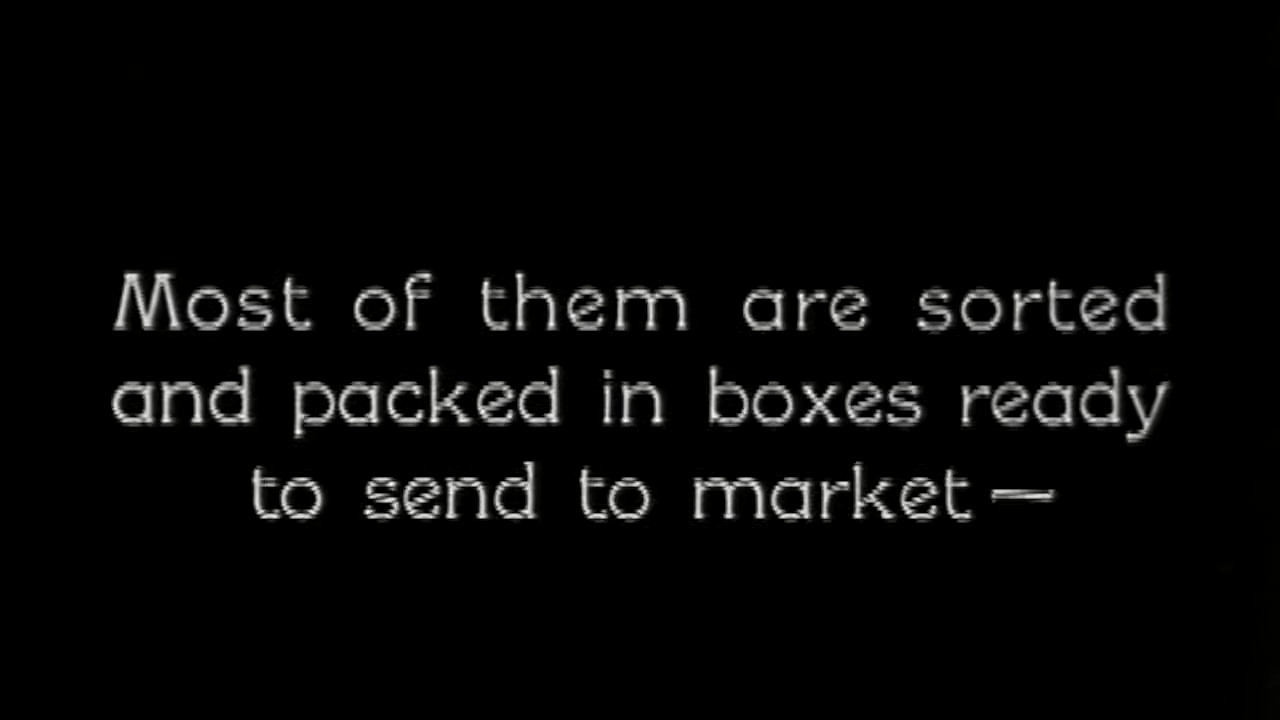 Most of them are sorted
and packed in boxes ready
to send to market —